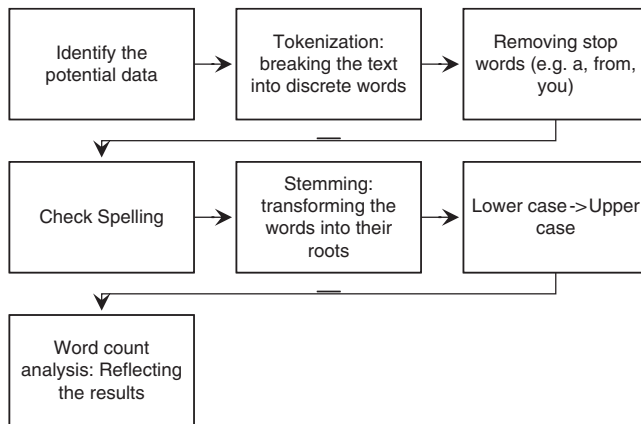 Identify the
potential data
Tokenization:
breaking the text
into discrete words
Removing stop
words (e.g. a, from,
you)
Check Spelling
Stemming:
transforming the
words into their
roots
Lower case->Upper
case
Word count
analysis: Reflecting
the results